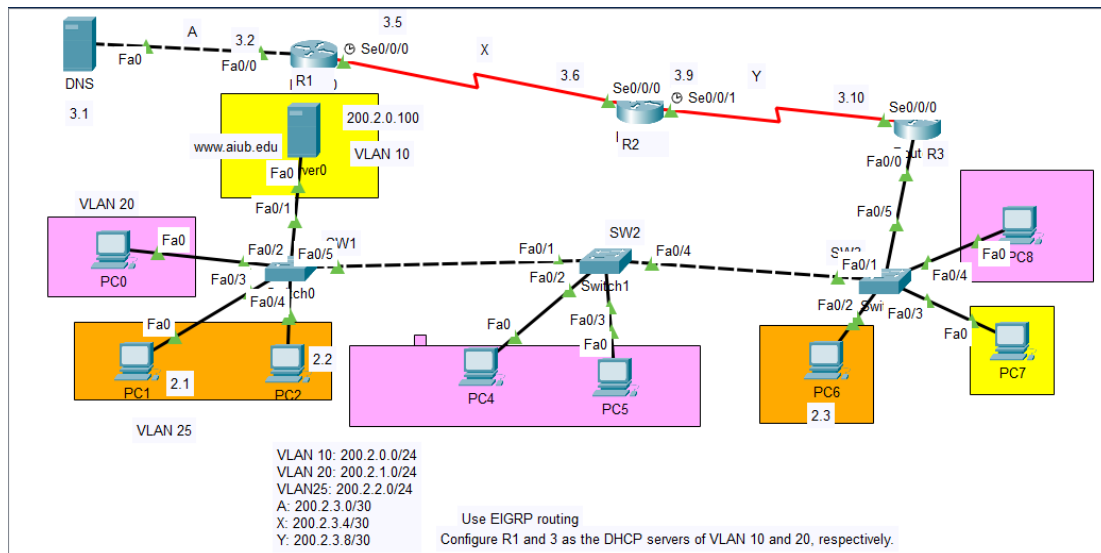 A
3.5
3.2
Se0/0/0
X
Fa0
Fa0/0
DNS
R1
3.1
3.6
3.9
Y
Se0/0/0
Se0/0/1
3.10
Se0/0/0
R2
R3
Fa0/0
200.2.0.100
www.aiub.edu
VLAN 10
Fa0
Fa0/1
Fa0/5
VLAN 20
Fa0
Fa0/2
Fa0/5
SW1
PC0
Fa0/3
Fa0/4
Fa0/1
SW2
Fa0/4
Fa0/2
Switch1
Fa0/3
Fa0/1
Fa0/2
Fa0/3
Fa0/4
Fa0
PC8
Fa0
PC1
2.1
PC2
2.2
Fa0
PC4
Fa0
PC5
PC6
2.3
Fa0
Fa0
PC7
VLAN 25
VLAN 10: 200.2.0.0/24
VLAN 20: 200.2.1.0/24
VLAN25: 200.2.2.0/24
A: 200.2.3.0/30
X: 200.2.3.4/30
Y: 200.2.3.8/30
Use EIGRP routing
Configure R1 and 3 as the DHCP servers of VLAN 10 and 20, respectively.